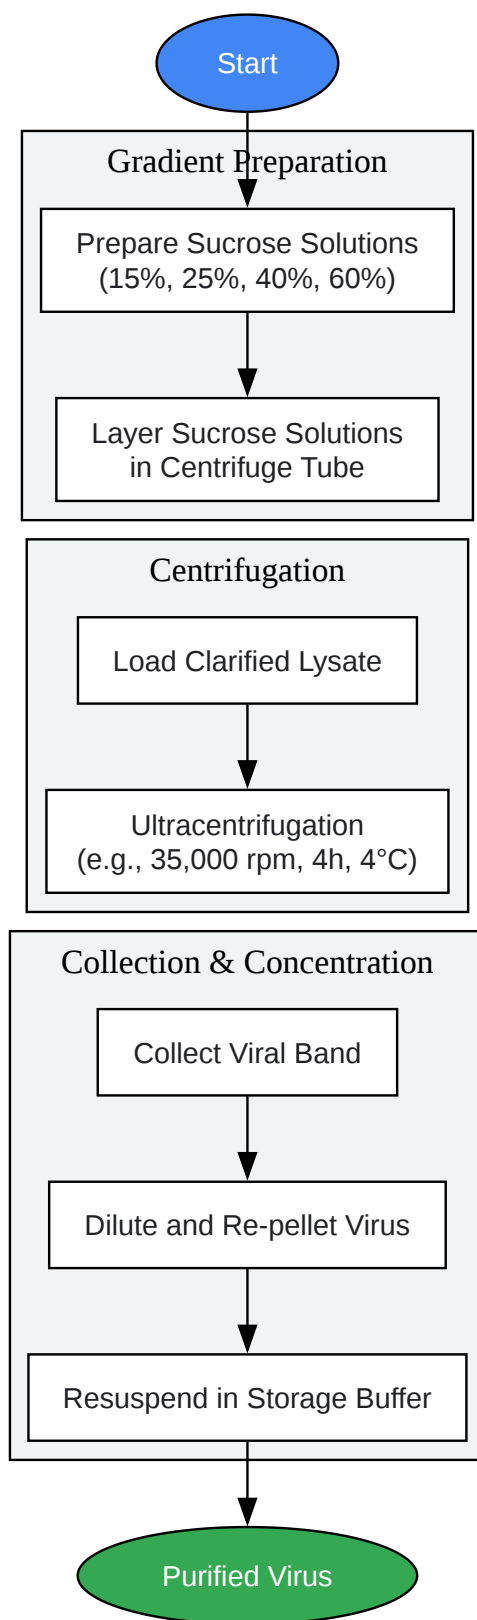 Start
Gradient Preparation
Prepare Sucrose Solutions
(15%, 25%, 40%, 60%)
Layer Sucrose Solutions
in Centrifuge Tube
Centrifugation
Load Clarified Lysate
Ultracentrifugation
(e.g., 35,000 rpm, 4h, 4°C)
Collection & Concentration
Collect Viral Band
Dilute and Re-pellet Virus
Resuspend in Storage Buffer
Purified Virus